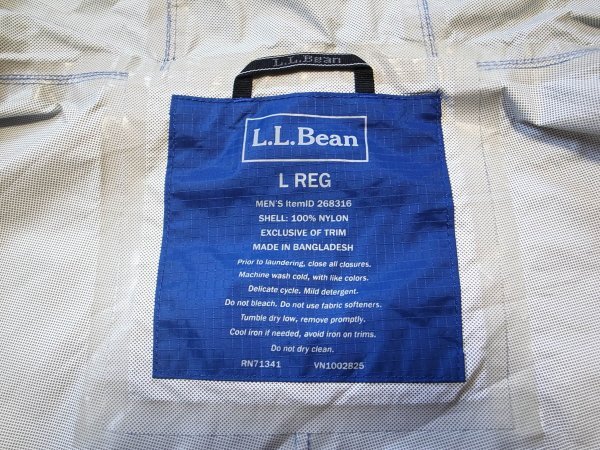 L.L.Bean
L.L.Bean
L REG
MEN'S ItemID 268316
SHELL: 100% NYLON
EXCLUSIVE OF TRIM
MADE IN BANGLADESH
Prior to laundering, close all closures.
Machine wash cold, with like colors.
Delicate cycle. Mild detergent.
Do not bleach. Do not use fabric softeners.
Tumble dry low, remove promptly.
Cool iron if needed, avoid iron on trims.
Do not dry clean.
RN71341 VN1002825